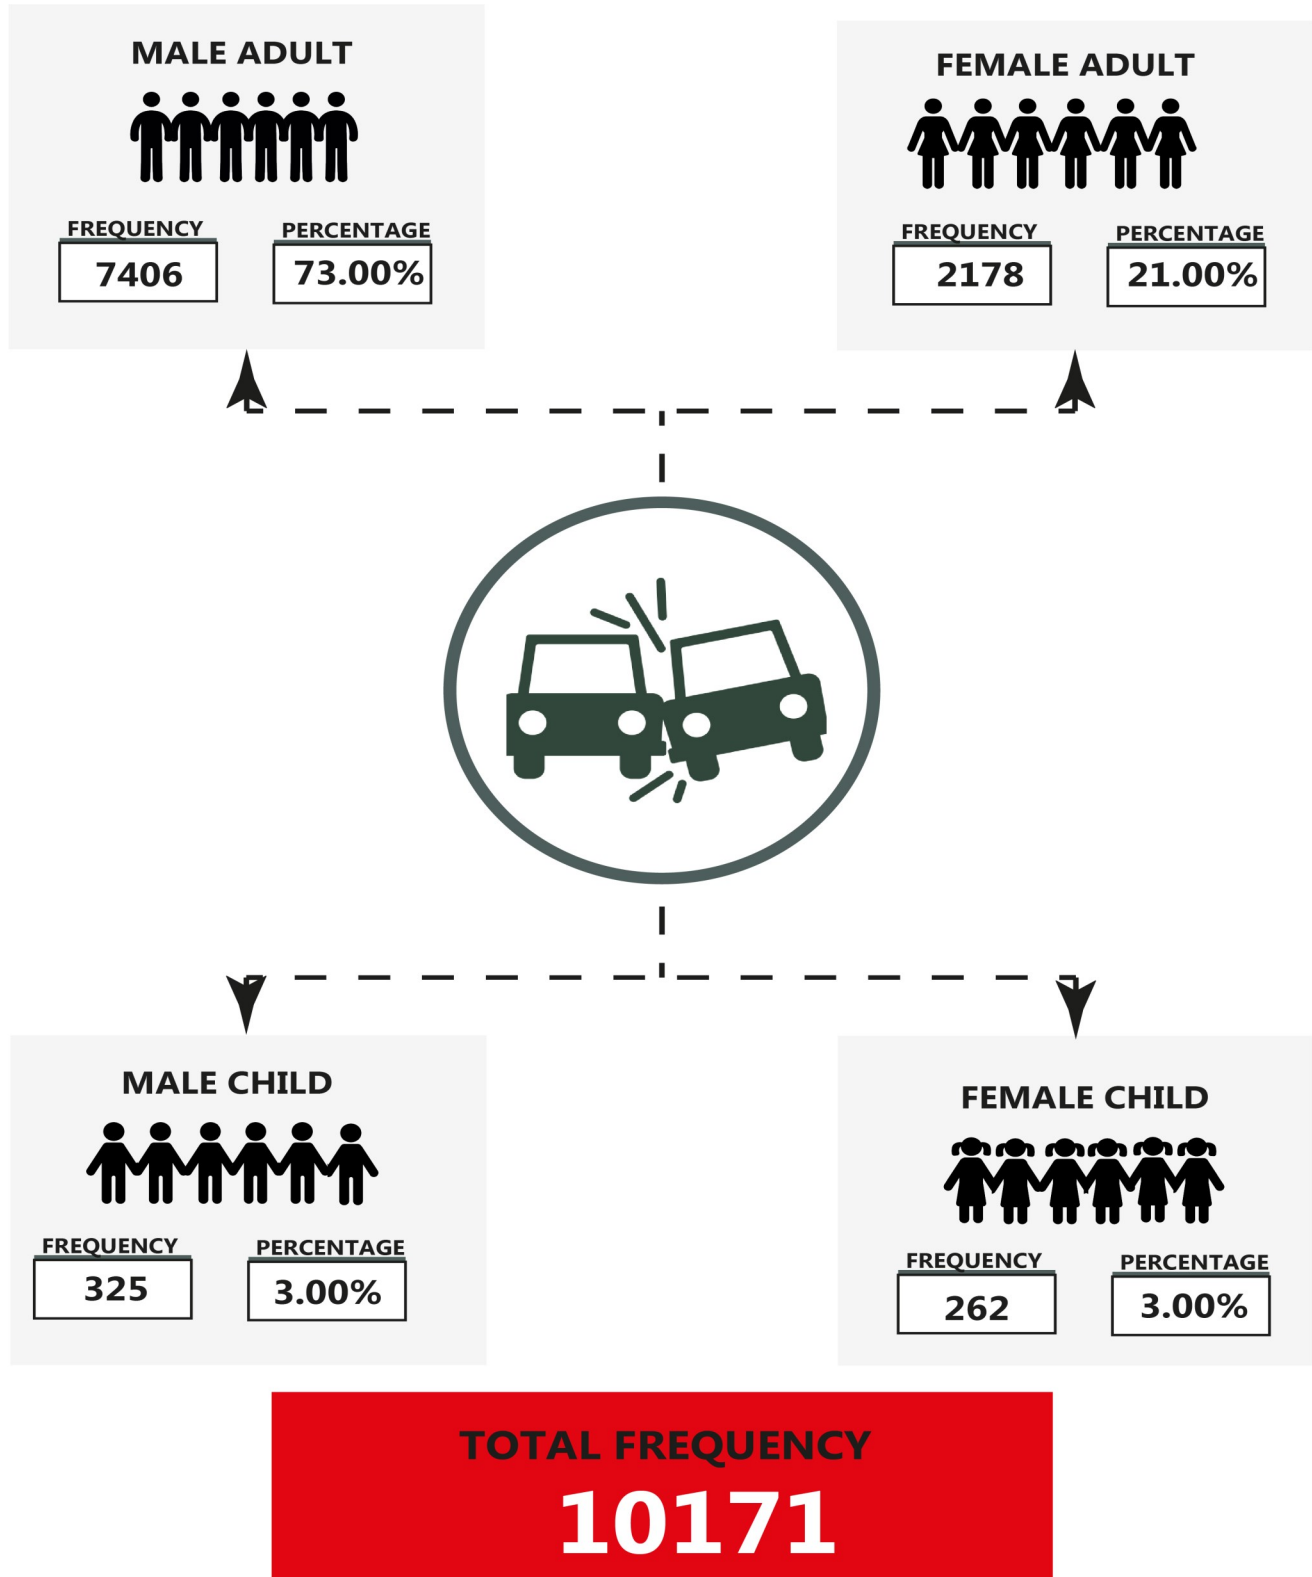 MALE ADULT
FREQUENCY PERCENTAGE
7406 73.00%
FEMALE ADULT
FREQUENCY PERCENTAGE
2178 21.00%
MALE CHILD
FREQUENCY PERCENTAGE
325 3.00%
FEMALE CHILD
FREQUENCY PERCENTAGE
262 3.00%
TOTAL FREQUENCY
10171